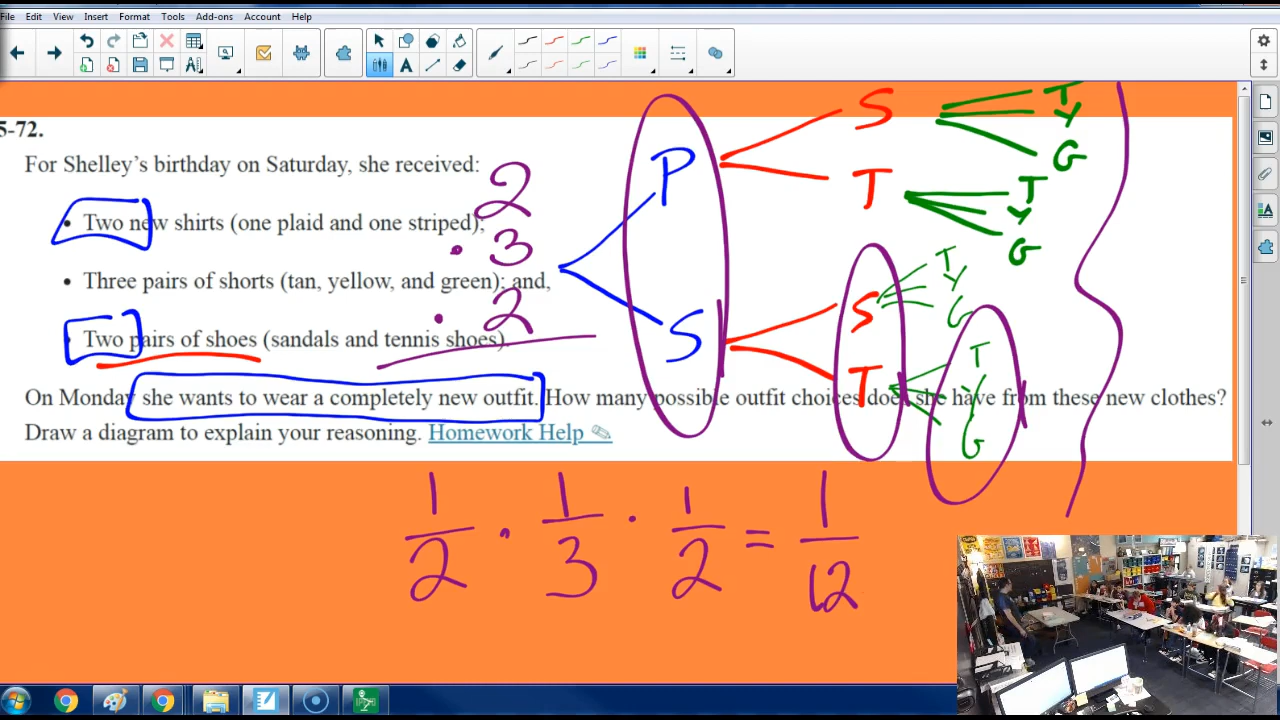 File Edit View Insert Format Tools Add-ons Account Help
5-72.
For Shelley's birthday on Saturday, she received:
• Two new shirts (one plaid and one striped);
• Three pairs of shorts (tan, yellow, and green); and,
• Two pairs of shoes (sandals and tennis shoes).
On Monday she wants to wear a completely new outfit. How many possible outfit choices does she have from these new clothes?
Draw a diagram to explain your reasoning. Homework Help
2
· 3
· 2
P
S
S
T
S
T
T
Y
G
T
Y
G
T
Y
G
T
Y
G
1/2 · 1/3 · 1/2 = 1/12